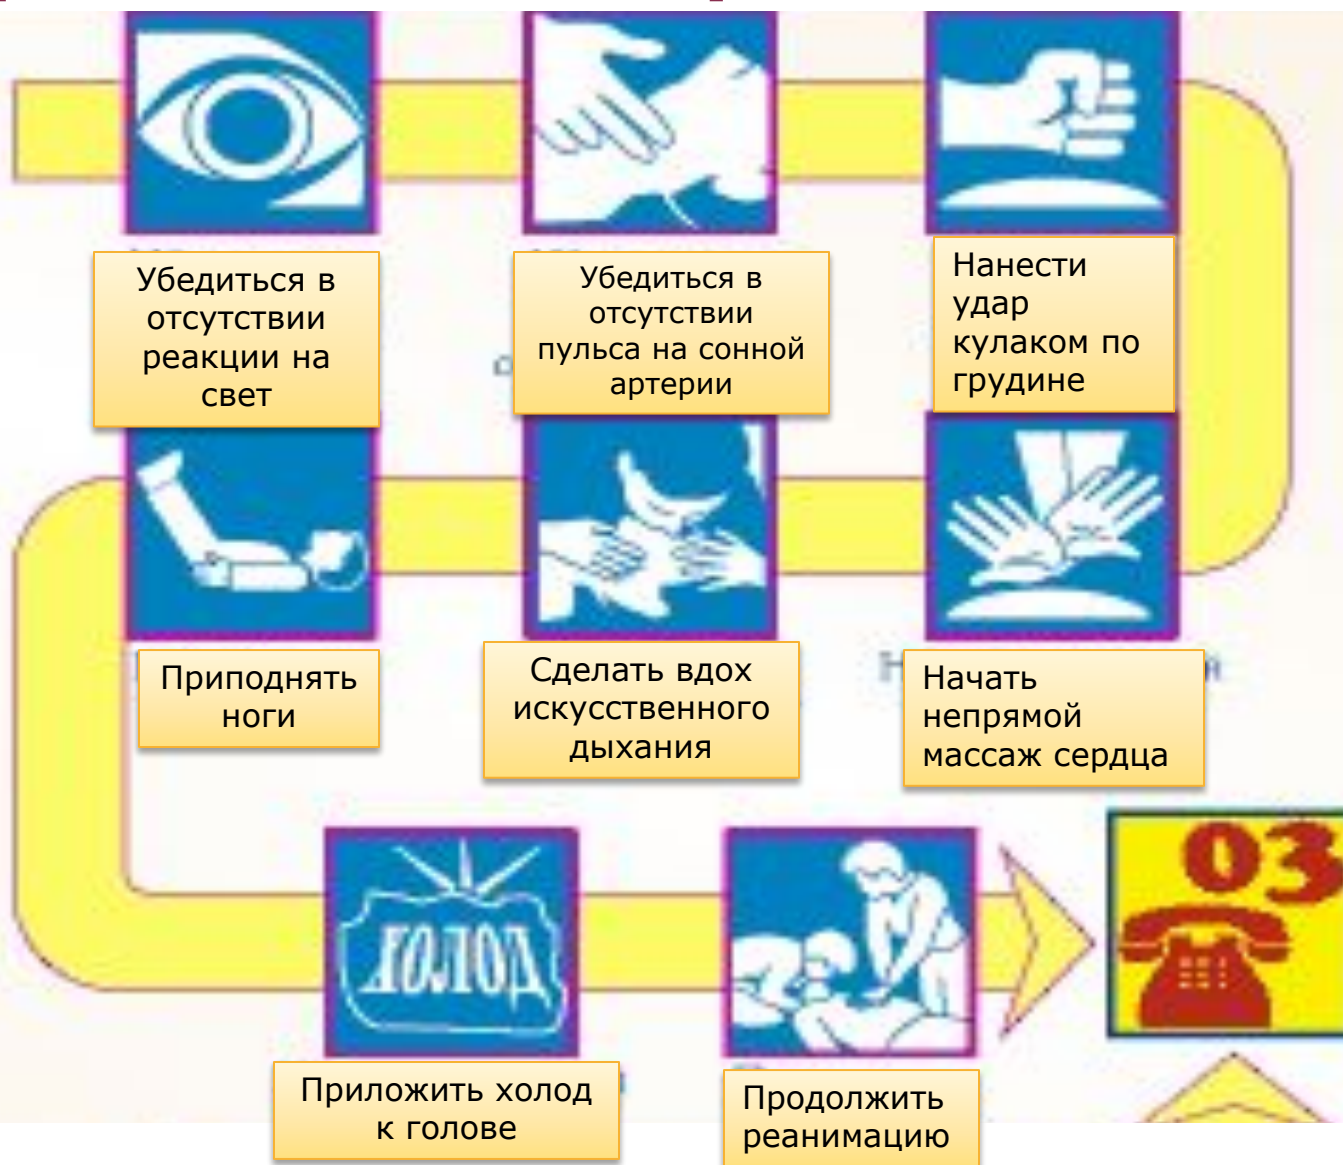 Убедиться в
отсутствии
реакции на
свет
Убедиться в
отсутствии
пульса на сонной
артерии
Нанести
удар
кулаком по
грудине
Приподнять
ноги
Сделать вдох
искусственного
дыхания
Начать
непрямой
массаж сердца
ХОЛОД
03
Приложить холод
к голове
Продолжить
реанимацию